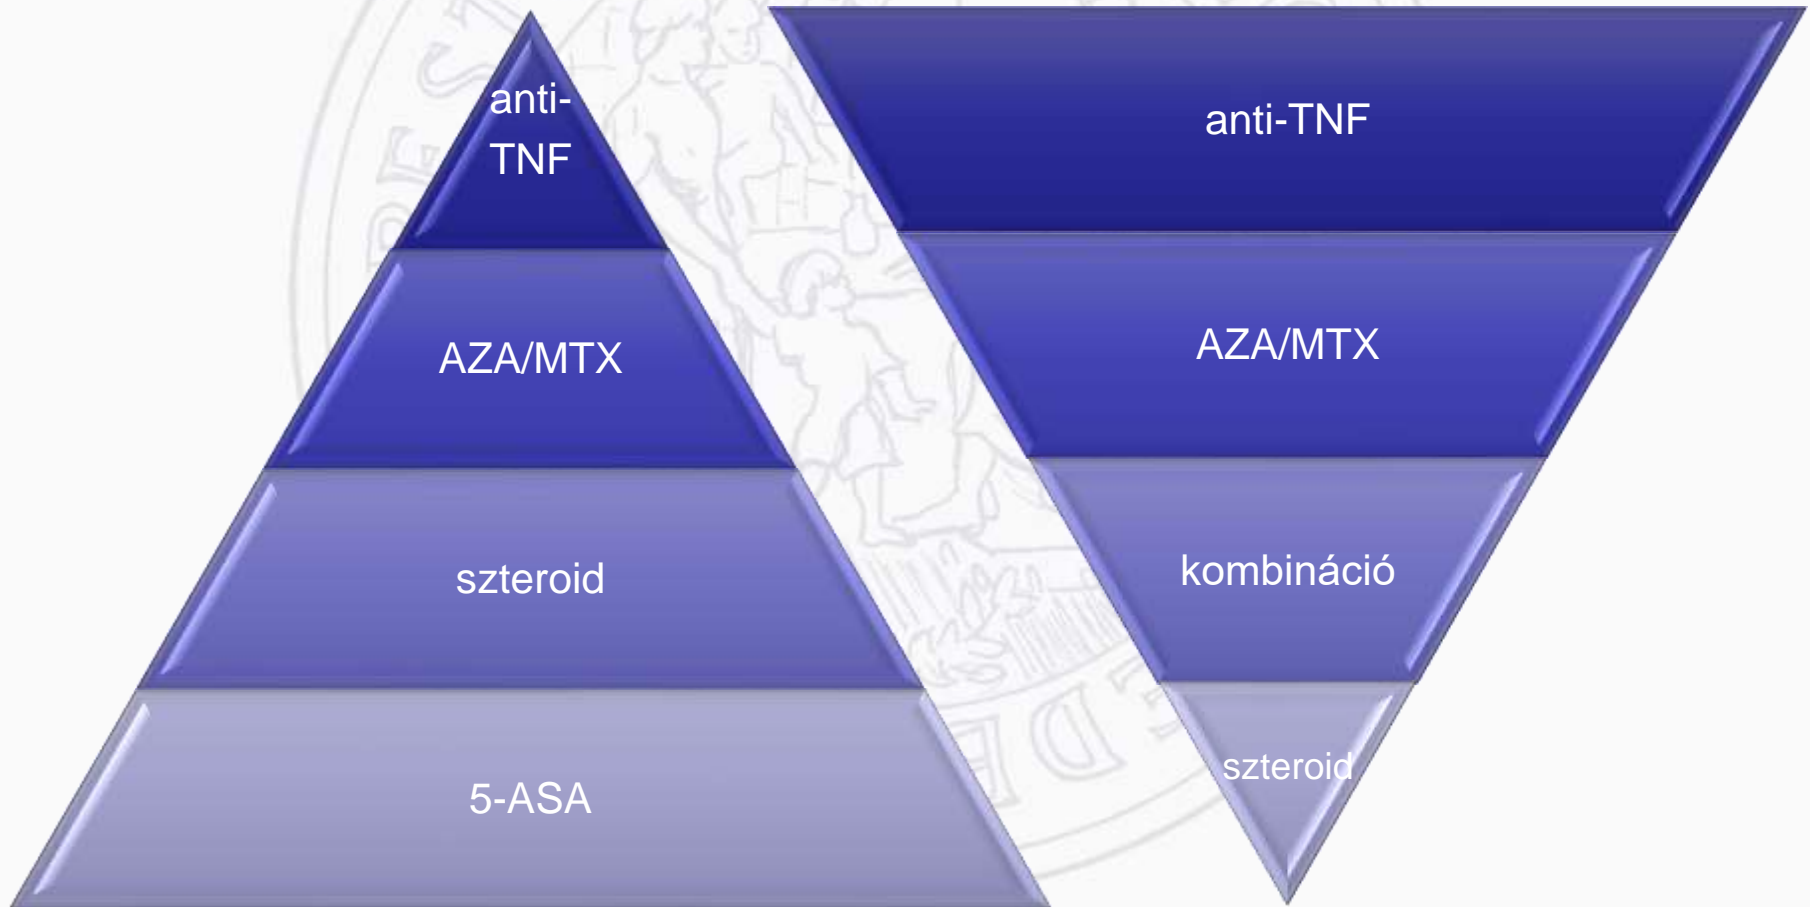 anti-
TNF
AZA/MTX
szteroid
5-ASA
anti-TNF
AZA/MTX
kombináció
szteroid